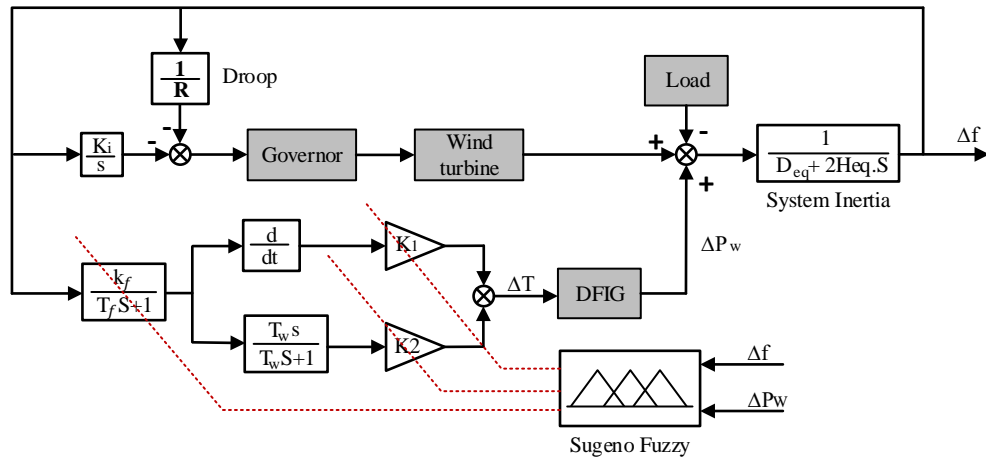 1
R
Droop
Load
Ki
s
-
-
Governor
Wind
turbine
+
-
+
1
Deq+ 2Heq.S
System Inertia
Δf
d
dt
K1
ΔPw
kf
TfS+1
ΔT
DFIG
Tws
TwS+1
K2
Δf
ΔPw
Sugeno Fuzzy